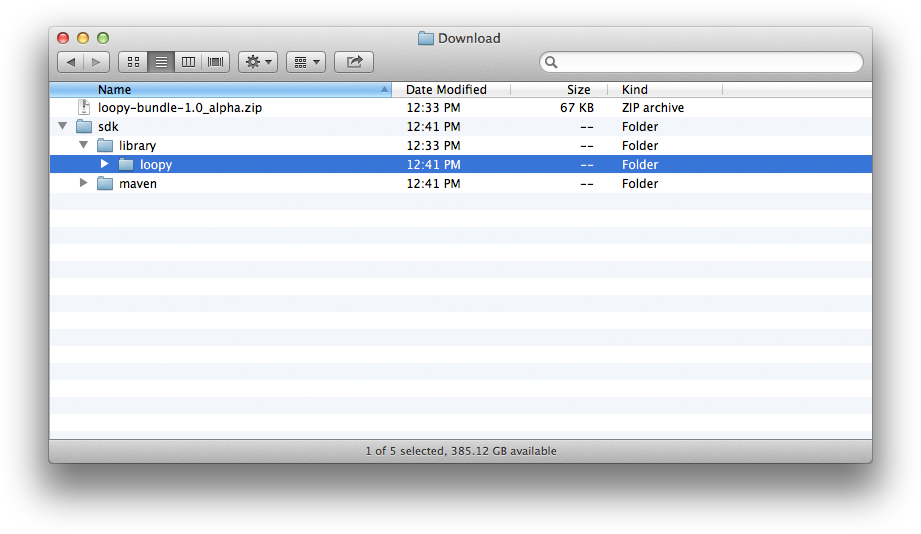 Download
Name Date Modified Size Kind
loopy-bundle-1.0_alpha.zip 12:33 PM 67 KB ZIP archive
sdk 12:41 PM -- Folder
library 12:33 PM -- Folder
loopy 12:41 PM -- Folder
maven 12:41 PM -- Folder
1 of 5 selected, 385.12 GB available